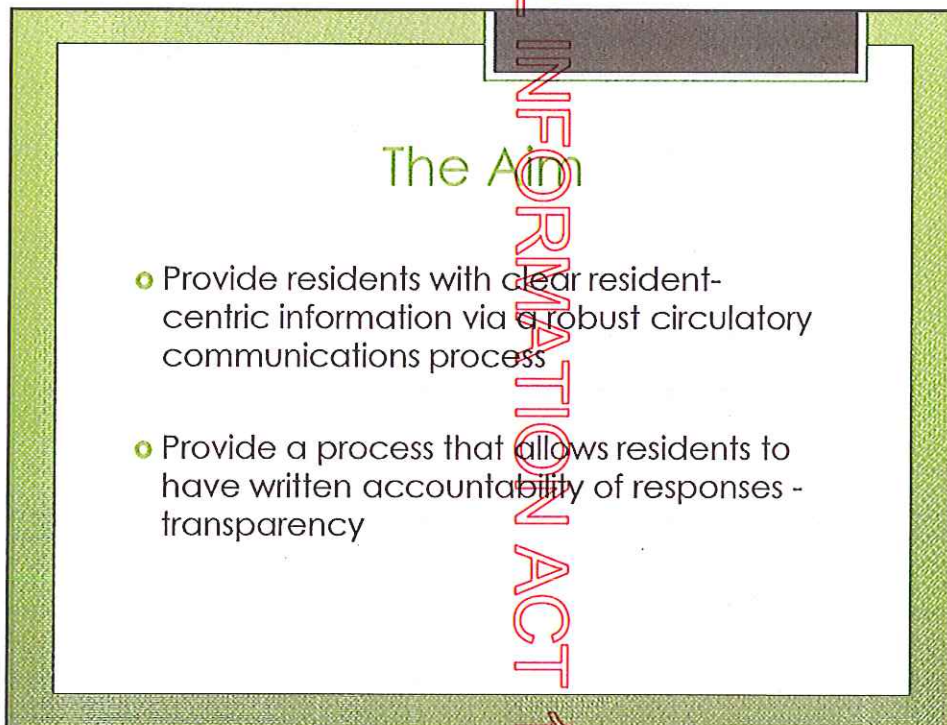 The Aim
Provide residents with clear resident-
centric information via a robust circulatory
communications process
Provide a process that allows residents to
have written accountability of responses -
transparency
INFORMATION ACT